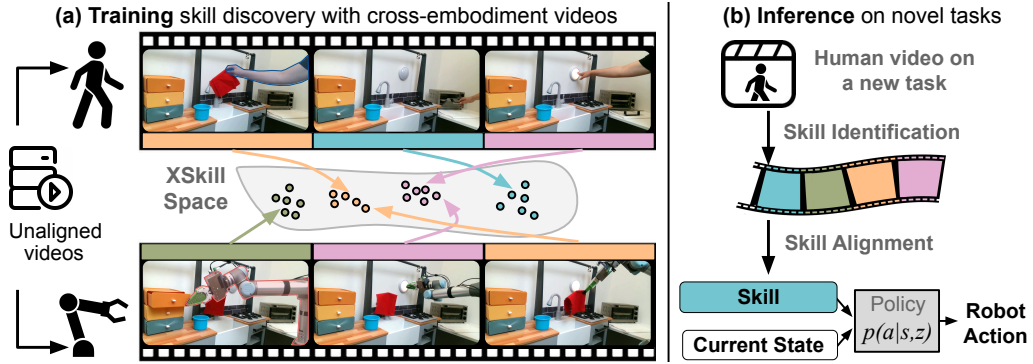 (a) Training skill discovery with cross-embodiment videos
Unaligned
videos
XSkill
Space
(b) Inference on novel tasks
Human video on
a new task
Skill Identification
Skill Alignment
Skill
Current State
Policy
p(a|s,z)
Robot
Action